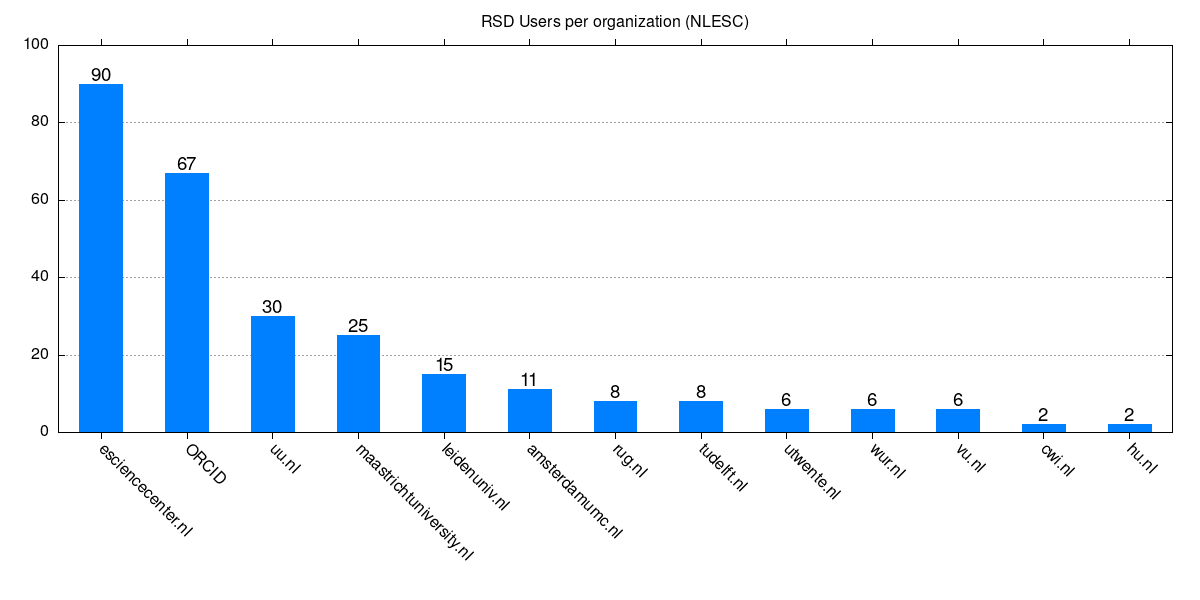 RSD Users per organization (NLESC)
100
80
60
40
20
0
90
67
30
25
15
11
8
8
6
6
6
2
2
esciencecenter.nl
ORCID
uu.nl
maastrichtuniversity.nl
leidenuniv.nl
amsterdamumc.nl
rug.nl
tudelft.nl
utwente.nl
wur.nl
vu.nl
cwi.nl
hu.nl